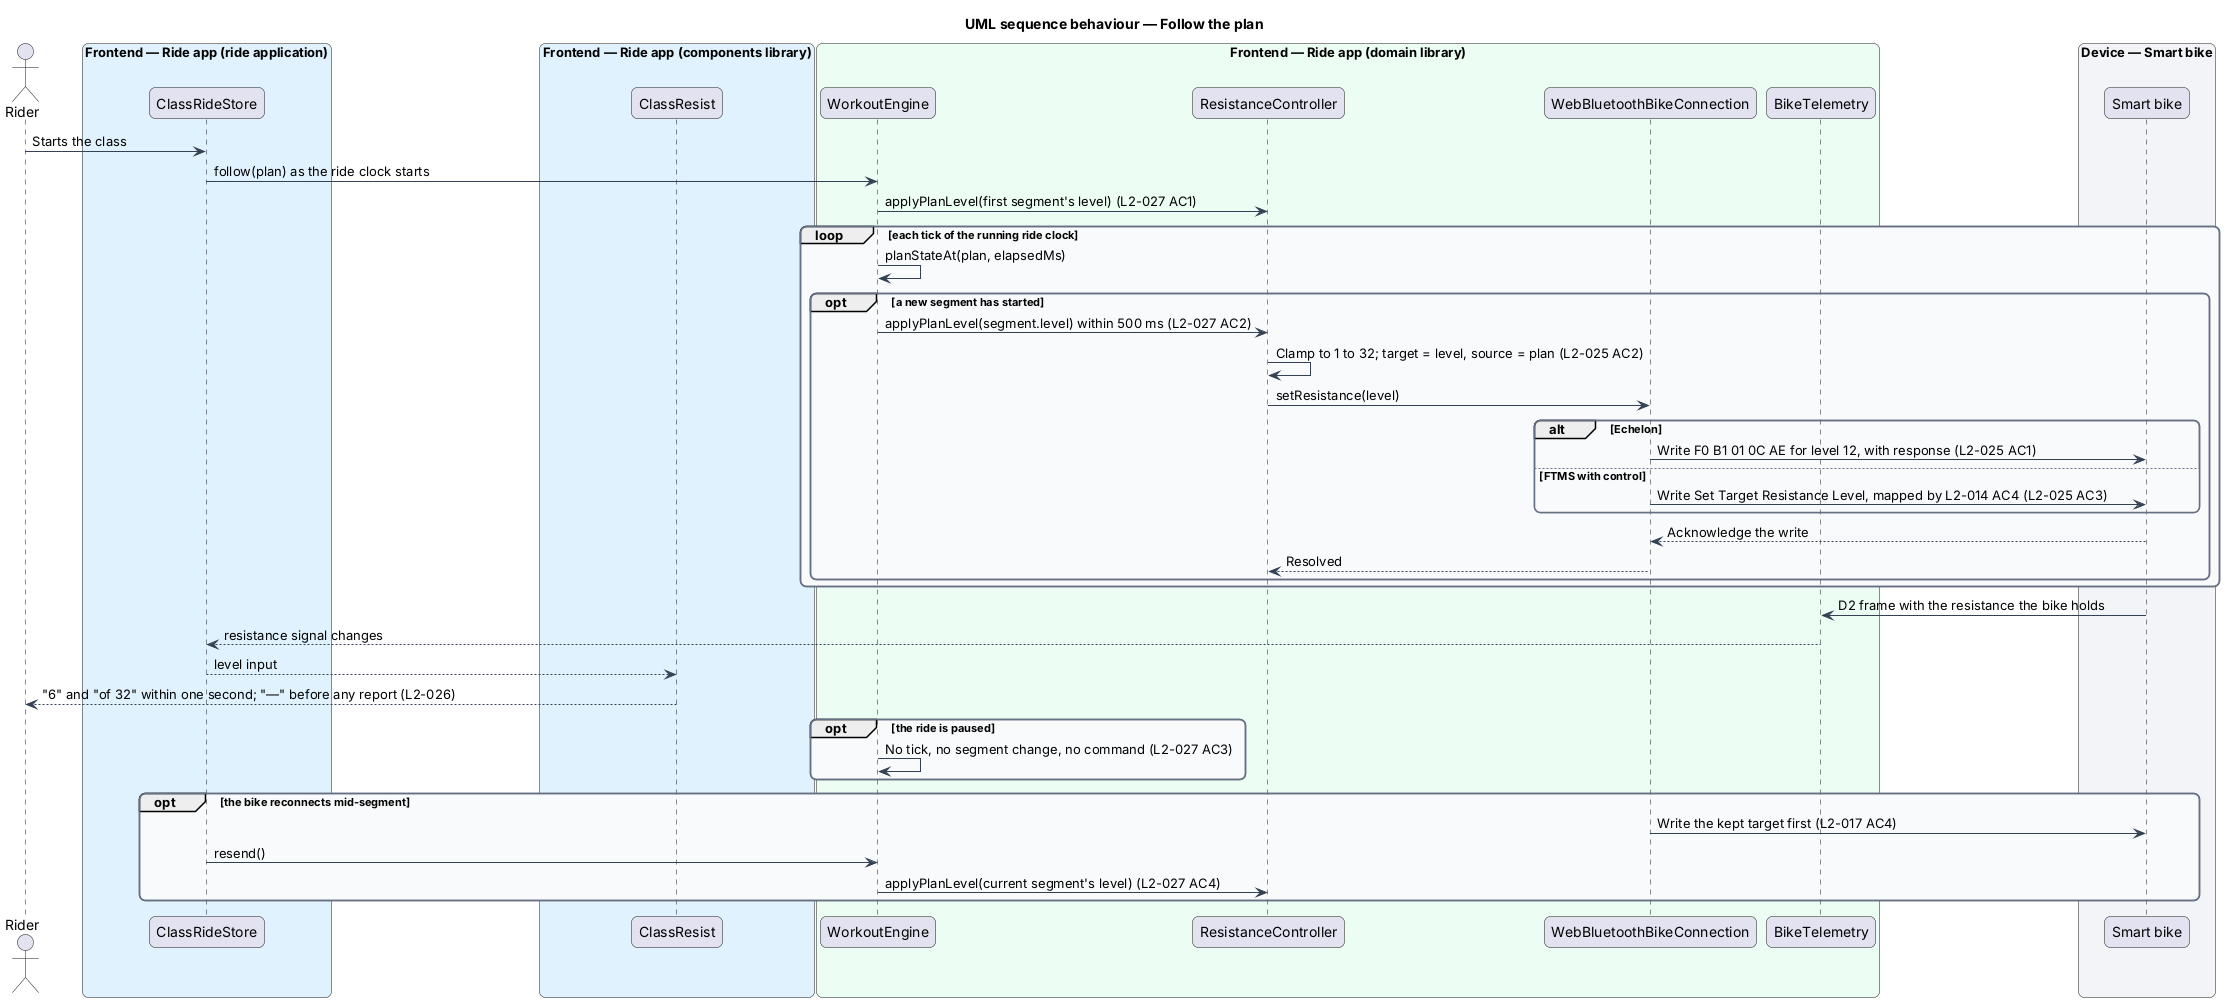 UML sequence behaviour — Follow the plan
Frontend — Ride app (ride application)
Frontend — Ride app (components library)
Frontend — Ride app (domain library)
Device — Smart bike
Rider
ClassRideStore
ClassResist
WorkoutEngine
ResistanceController
WebBluetoothBikeConnection
BikeTelemetry
Smart bike
Starts the class
follow(plan) as the ride clock starts
applyPlanLevel(first segment's level) (L2-027 AC1)
loop [each tick of the running ride clock]
planStateAt(plan, elapsedMs)
opt [a new segment has started]
applyPlanLevel(segment.level) within 500 ms (L2-027 AC2)
Clamp to 1 to 32; target = level, source = plan (L2-025 AC2)
setResistance(level)
alt [Echelon]
Write F0 B1 01 0C AE for level 12, with response (L2-025 AC1)
[FTMS with control]
Write Set Target Resistance Level, mapped by L2-014 AC4 (L2-025 AC3)
Acknowledge the write
Resolved
D2 frame with the resistance the bike holds
resistance signal changes
level input
"6" and "of 32" within one second; "—" before any report (L2-026)
opt [the ride is paused]
No tick, no segment change, no command (L2-027 AC3)
opt [the bike reconnects mid-segment]
Write the kept target first (L2-017 AC4)
resend()
applyPlanLevel(current segment's level) (L2-027 AC4)
Rider
ClassRideStore
ClassResist
WorkoutEngine
ResistanceController
WebBluetoothBikeConnection
BikeTelemetry
Smart bike